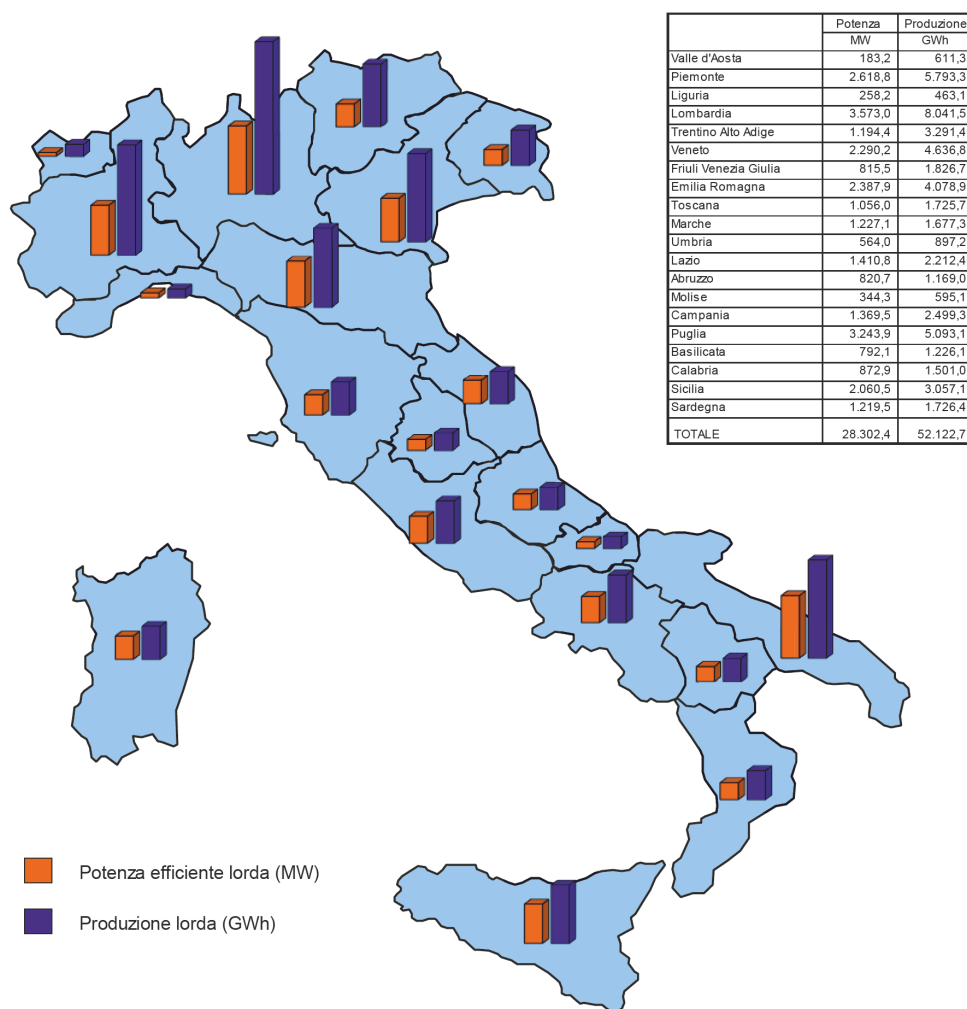 Potenza Produzione
MW GWh
Valle d'Aosta 183,2 611,3
Piemonte 2.618,8 5.793,3
Liguria 258,2 463,1
Lombardia 3.573,0 8.041,5
Trentino Alto Adige 1.194,4 3.291,4
Veneto 2.290,2 4.636,8
Friuli Venezia Giulia 815,5 1.826,7
Emilia Romagna 2.387,9 4.078,9
Toscana 1.056,0 1.725,7
Marche 1.227,1 1.677,3
Umbria 564,0 897,2
Lazio 1.410,8 2.212,4
Abruzzo 820,7 1.169,0
Molise 344,3 595,1
Campania 1.369,5 2.499,3
Puglia 3.243,9 5.093,1
Basilicata 792,1 1.226,1
Calabria 872,9 1.501,0
Sicilia 2.060,5 3.057,1
Sardegna 1.219,5 1.726,4
TOTALE 28.302,4 52.122,7
Potenza efficiente lorda (MW)
Produzione lorda (GWh)